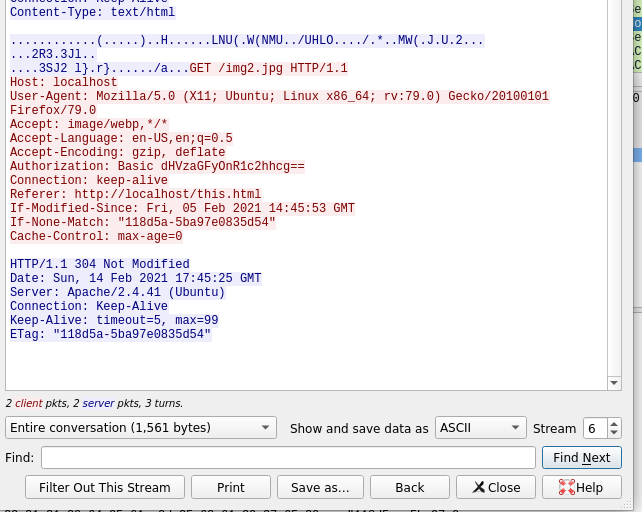 Content-Type: text/html
............(.....)..H......LNU(.W(NMU../UHLO..../.*..MW(.J.U.2...
...2R3.3Jl..
....3SJ2 l}.r}....../a...GET /img2.jpg HTTP/1.1
Host: localhost
User-Agent: Mozilla/5.0 (X11; Ubuntu; Linux x86_64; rv:79.0) Gecko/20100101
Firefox/79.0
Accept: image/webp,*/*
Accept-Language: en-US,en;q=0.5
Accept-Encoding: gzip, deflate
Authorization: Basic dHVzaGFyOnR1c2hhcg==
Connection: keep-alive
Referer: http://localhost/this.html
If-Modified-Since: Fri, 05 Feb 2021 14:45:53 GMT
If-None-Match: "118d5a-5ba97e0835d54"
Cache-Control: max-age=0
HTTP/1.1 304 Not Modified
Date: Sun, 14 Feb 2021 17:45:25 GMT
Server: Apache/2.4.41 (Ubuntu)
Connection: Keep-Alive
Keep-Alive: timeout=5, max=99
ETag: "118d5a-5ba97e0835d54"
2 client pkts, 2 server pkts, 3 turns.
Entire conversation (1,561 bytes) Show and save data as ASCII Stream 6
Find: Find Next
Filter Out This Stream Print Save as... Back Close Help